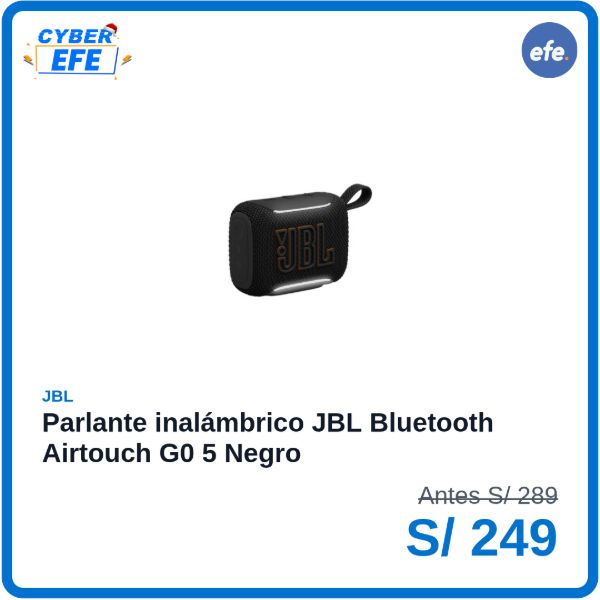 CYBER
EFE
efe.
JBL
JBL
Parlante inalámbrico JBL Bluetooth
Airtouch G0 5 Negro
Antes S/ 289
S/ 249